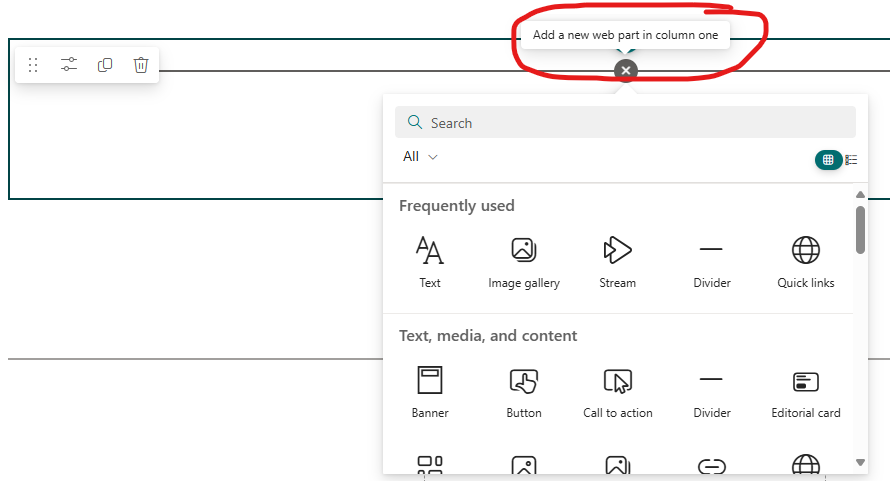 Add a new web part in column one
Search
All
Frequently used
Text
Image gallery
Stream
Divider
Quick links
Text, media, and content
Banner
Button
Call to action
Divider
Editorial card